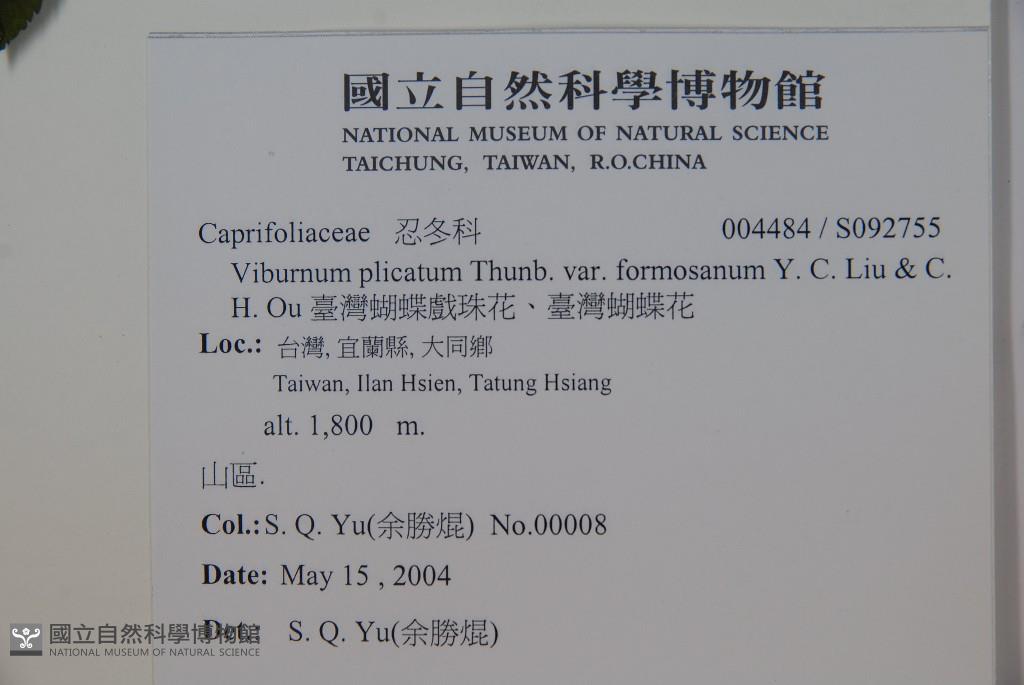 國立自然科學博物館
NATIONAL MUSEUM OF NATURAL SCIENCE
TAICHUNG, TAIWAN, R.O.CHINA
Caprifoliaceae 忍冬科 004484 / S092755
Viburnum plicatum Thunb. var. formosanum Y. C. Liu & C.
H. Ou 臺灣蝴蝶戲珠花、臺灣蝴蝶花
Loc.: 台灣, 宜蘭縣, 大同鄉
Taiwan, Ilan Hsien, Tatung Hsiang
alt. 1,800 m.
山區.
Col.:S. Q. Yu(余勝焜) No.00008
Date: May 15 , 2004
Det: S. Q. Yu(余勝焜)
國立自然科學博物館
NATIONAL MUSEUM OF NATURAL SCIENCE